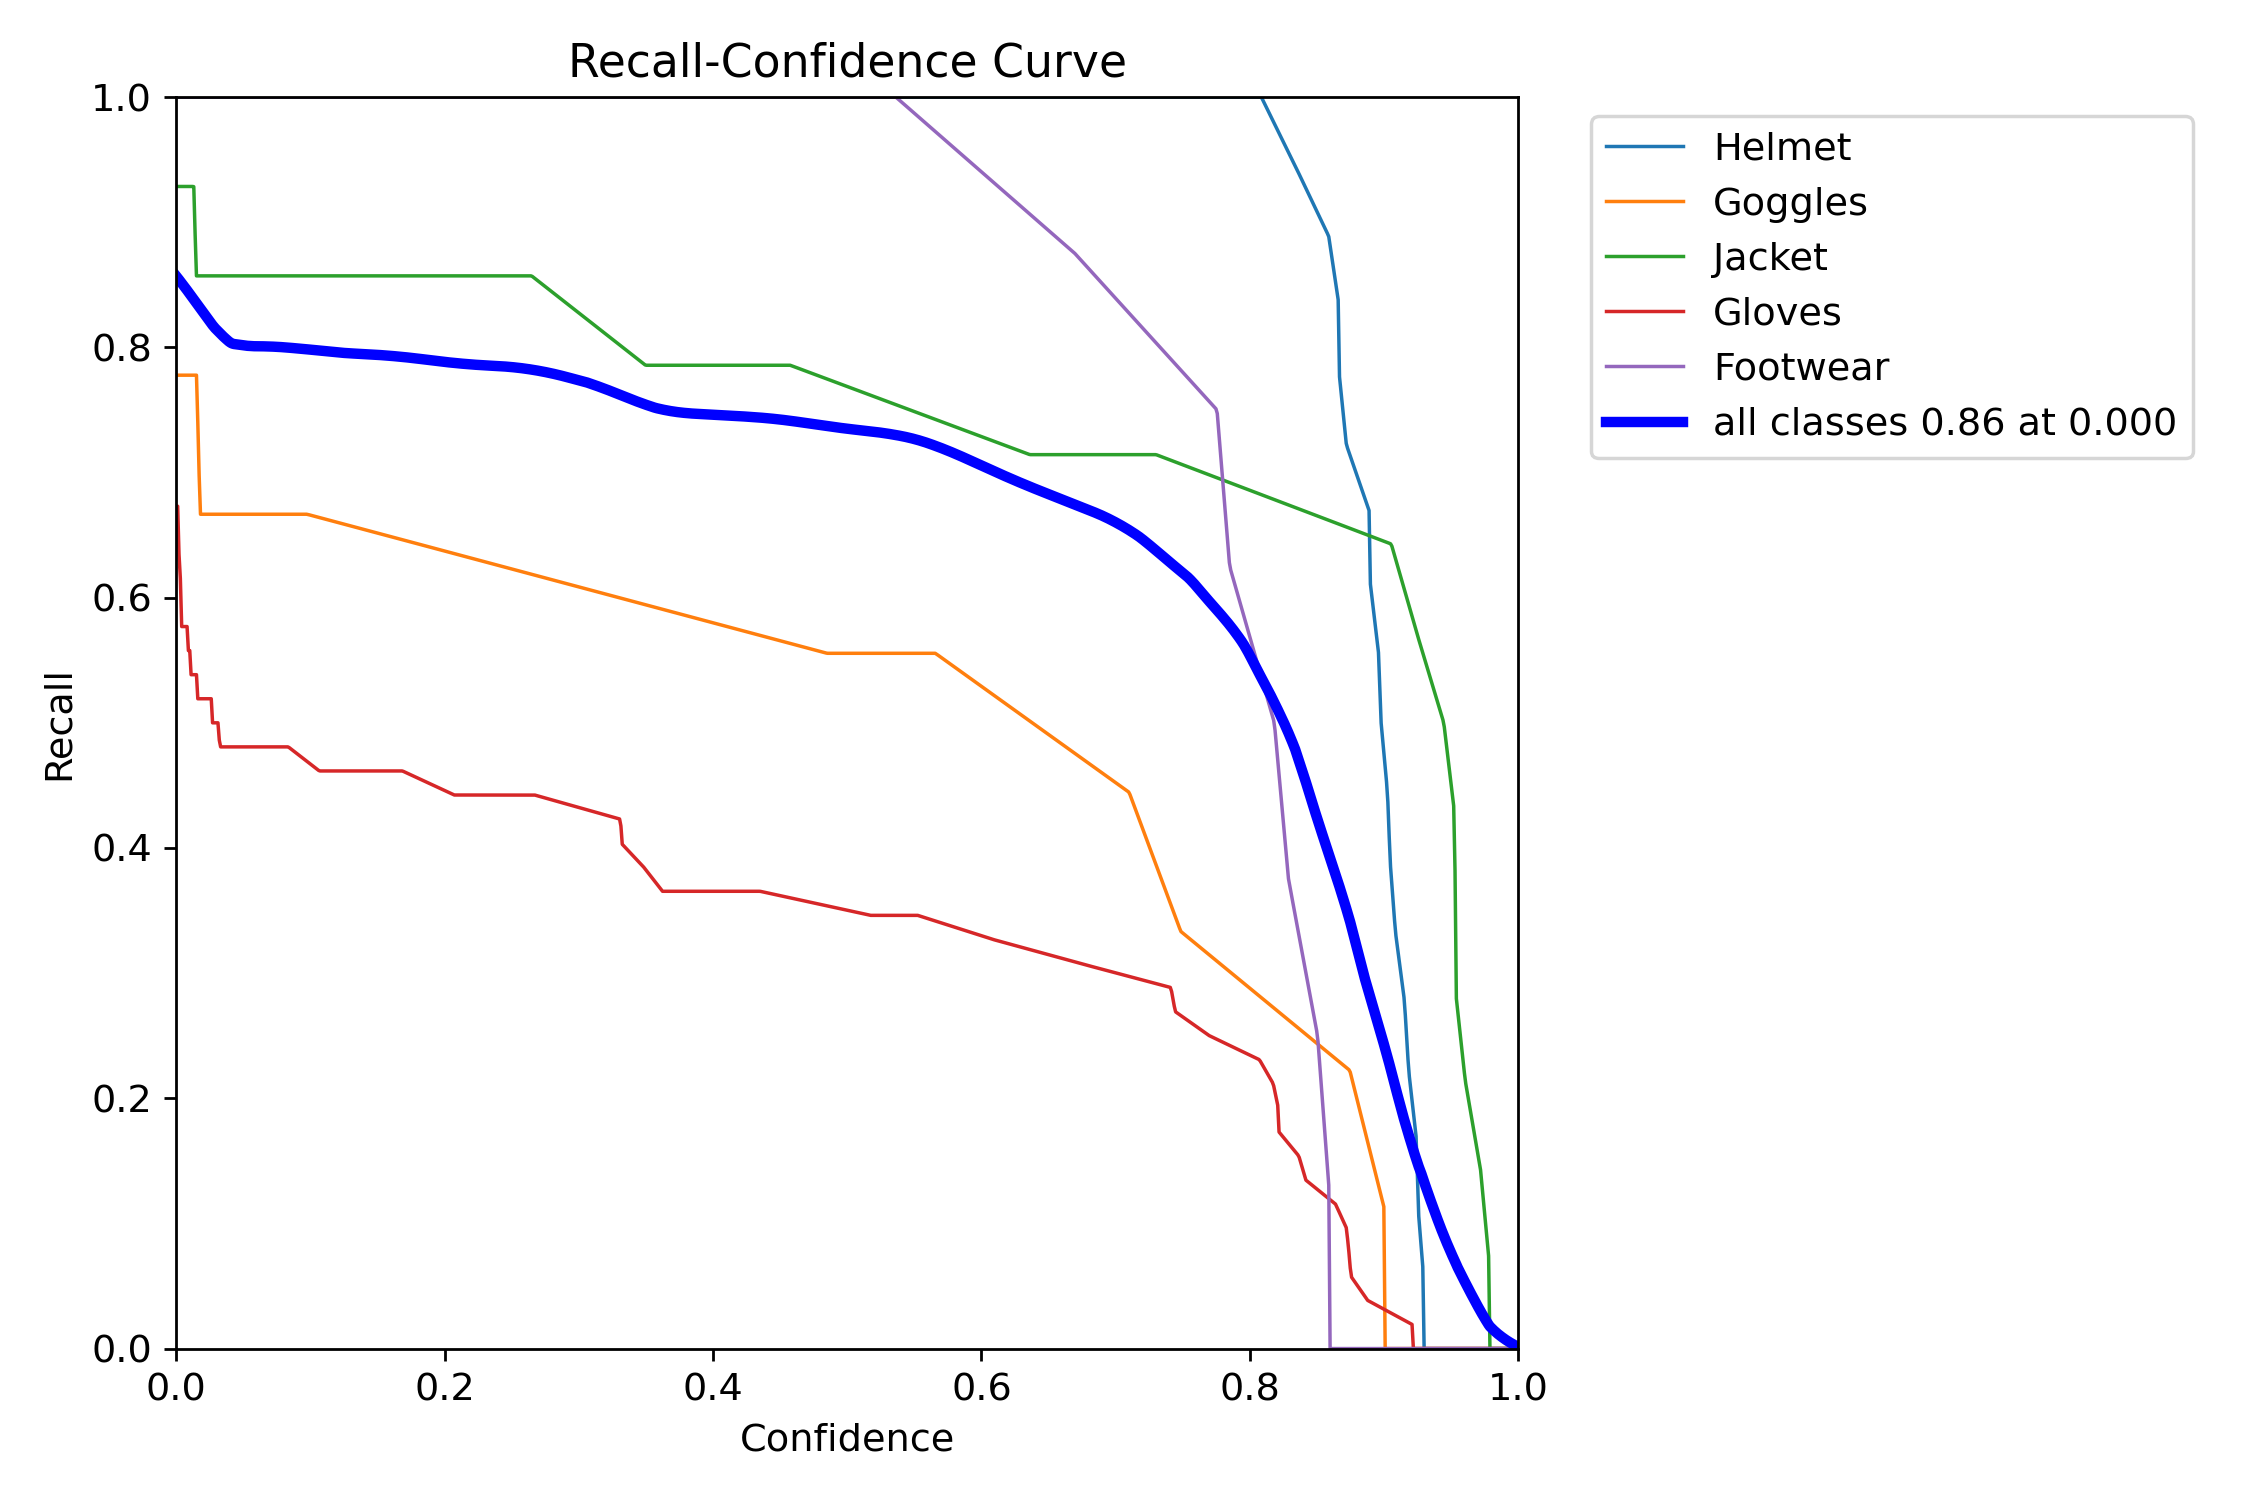 Recall-Confidence Curve
1.0
0.8
0.6
0.4
0.2
0.0
Recall
0.0 0.2 0.4 0.6 0.8 1.0
Confidence
Helmet
Goggles
Jacket
Gloves
Footwear
all classes 0.86 at 0.000